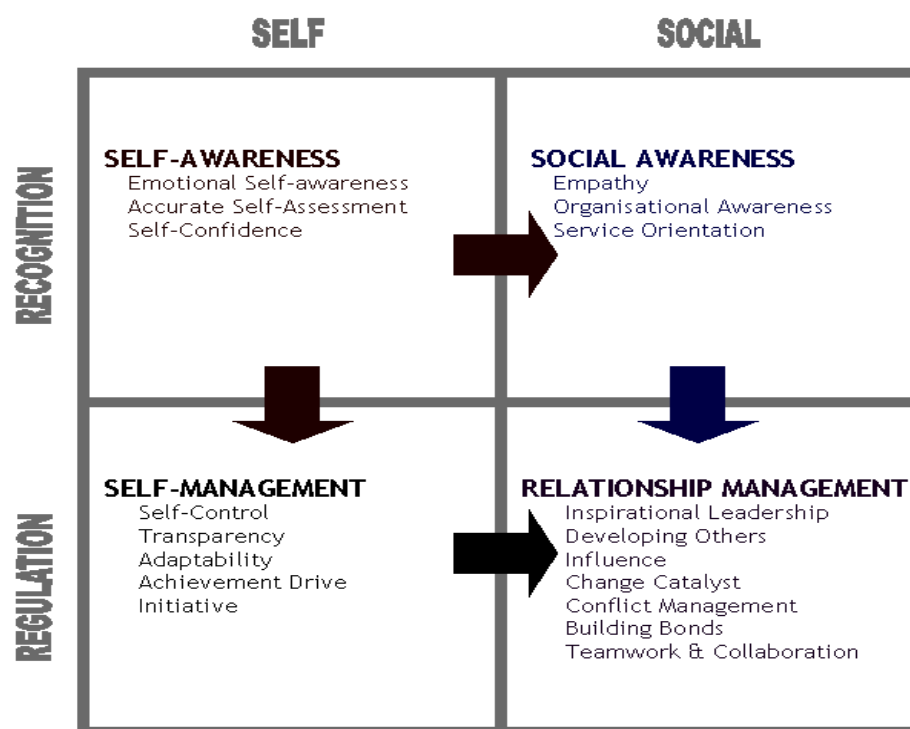 SELF
SOCIAL
RECOGNITION
SELF-AWARENESS
Emotional Self-awareness
Accurate Self-Assessment
Self-Confidence
SOCIAL AWARENESS
Empathy
Organisational Awareness
Service Orientation
REGULATION
SELF-MANAGEMENT
Self-Control
Transparency
Adaptability
Achievement Drive
Initiative
RELATIONSHIP MANAGEMENT
Inspirational Leadership
Developing Others
Influence
Change Catalyst
Conflict Management
Building Bonds
Teamwork & Collaboration